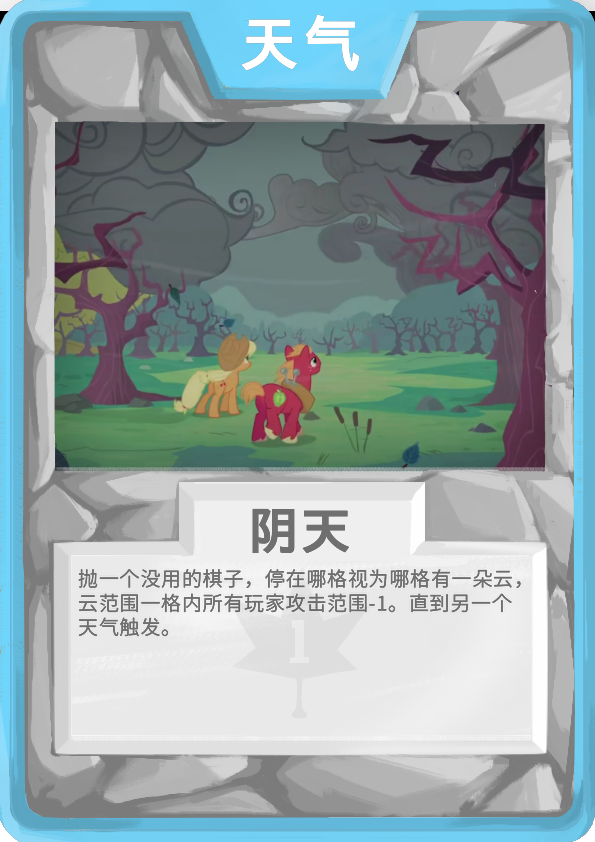 天气
阴天
抛一个没用的棋子，停在哪格视为哪格有一朵云，
云范围一格内所有玩家攻击范围-1。直到另一个
天气触发。
1